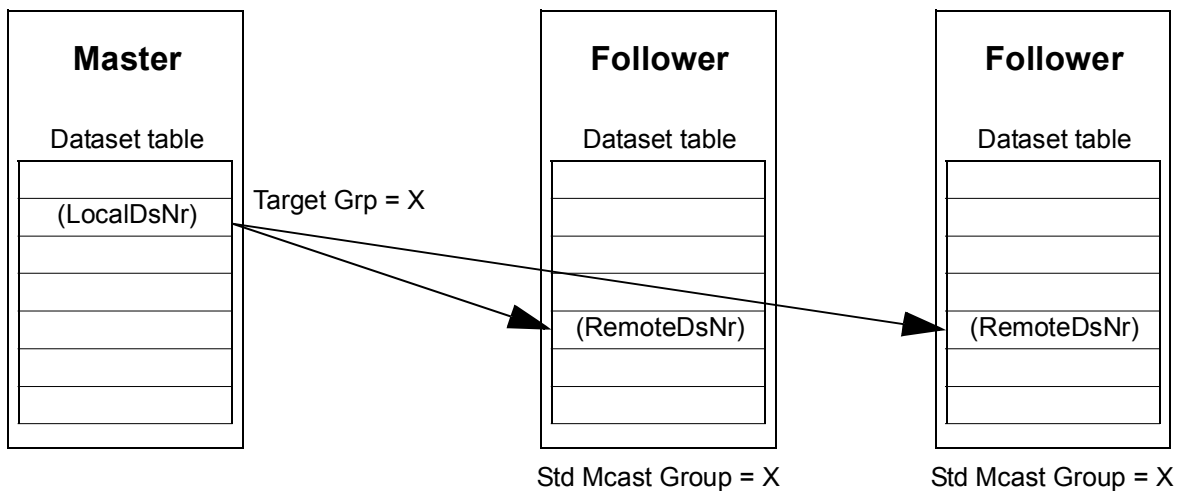 Master
Follower
Follower
Dataset table
Dataset table
Dataset table
(LocalDsNr)
Target Grp = X
(RemoteDsNr)
(RemoteDsNr)
Std Mcast Group = X
Std Mcast Group = X